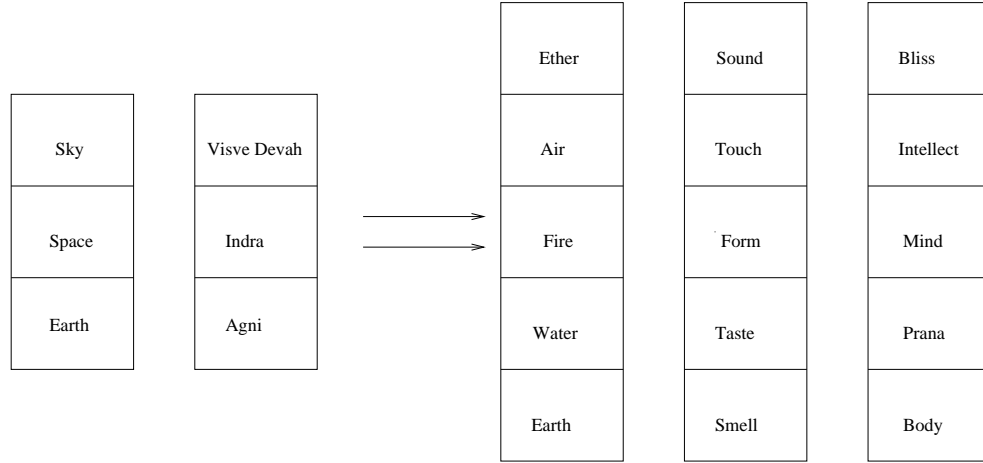 Ether Sound Bliss
Sky Visve Devah Air Touch Intellect
Space Indra Fire Form Mind
Earth Agni Water Taste Prana
Earth Smell Body